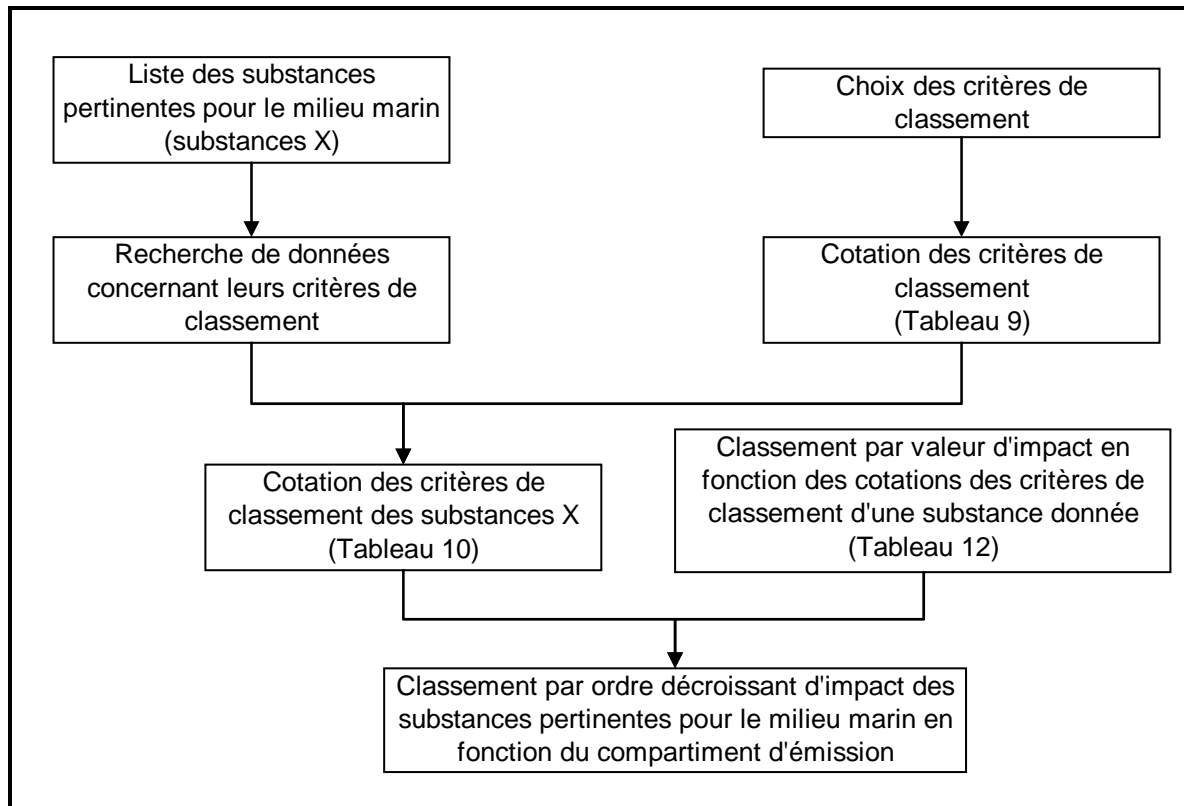 Liste des substances
pertinentes pour le milieu marin
(substances X)
Choix des critères de
classement
Recherche de données
concernant leurs critères de
classement
Cotation des critères de
classement
(Tableau 9)
Cotation des critères de
classement des substances X
(Tableau 10)
Classement par valeur d'impact en
fonction des cotations des critères de
classement d'une substance donnée
(Tableau 12)
Classement par ordre décroissant d'impact des
substances pertinentes pour le milieu marin en
fonction du compartiment d'émission